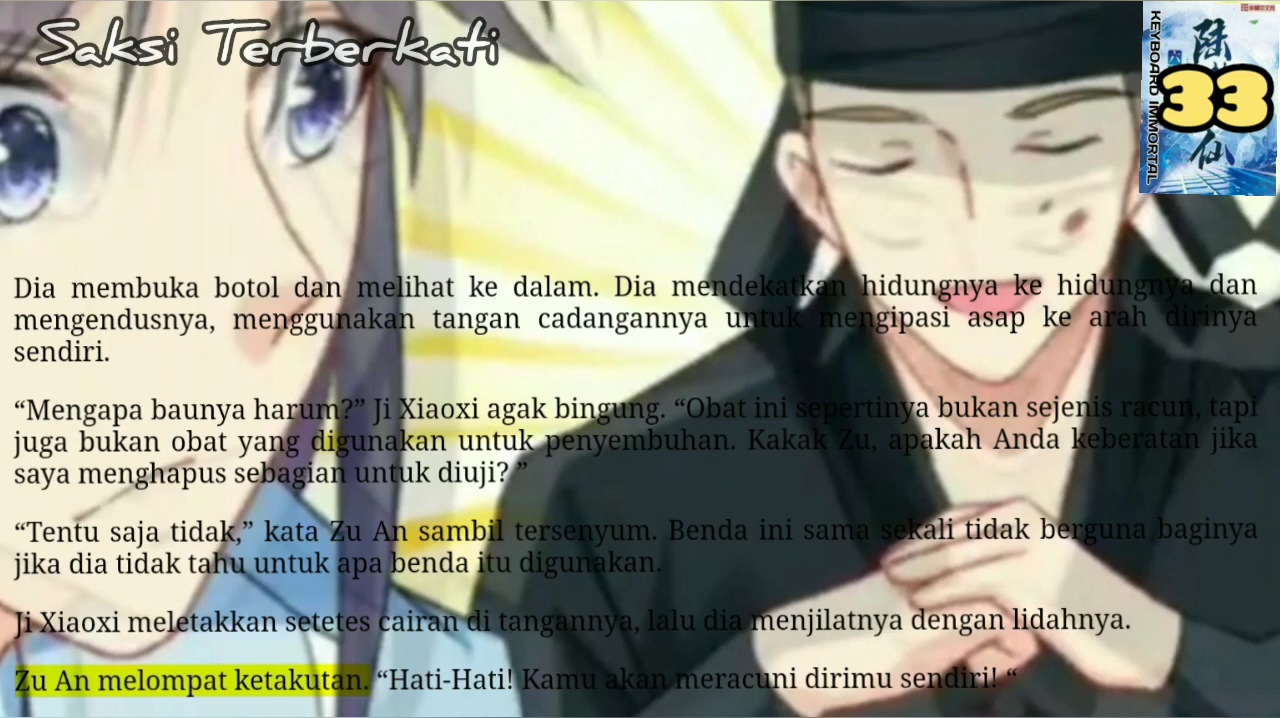 Saksi Terberkati
KEYBOARD IMMORTAL
33
仙
Dia membuka botol dan melihat ke dalam. Dia mendekatkan hidungnya ke hidungnya dan
mengendusnya, menggunakan tangan cadangannya untuk mengipasi asap ke arah dirinya
sendiri.
“Mengapa baunya harum?” Ji Xiaoxi agak bingung. “Obat ini sepertinya bukan sejenis racun, tapi
juga bukan obat yang digunakan untuk penyembuhan. Kakak Zu, apakah Anda keberatan jika
saya menghapus sebagian untuk diuji? ”
“Tentu saja tidak,” kata Zu An sambil tersenyum. Benda ini sama sekali tidak berguna baginya
jika dia tidak tahu untuk apa benda itu digunakan.
Ji Xiaoxi meletakkan setetes cairan di tangannya, lalu dia menjilatnya dengan lidahnya.
Zu An melompat ketakutan. “Hati-Hati! Kamu akan meracuni dirimu sendiri! “